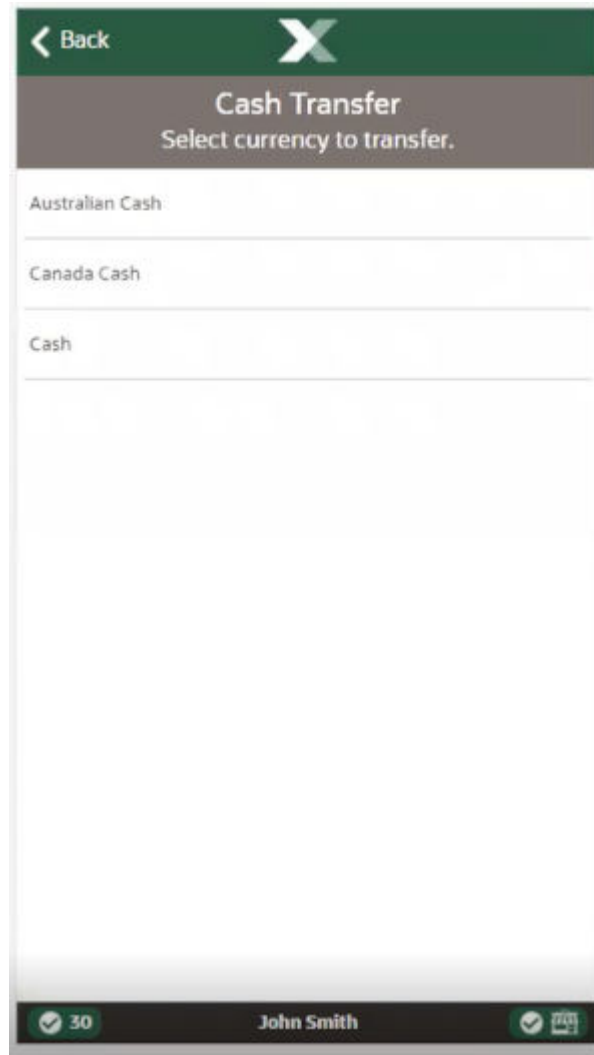 Back
Cash Transfer
Select currency to transfer.
Australian Cash
Canada Cash
Cash
30
John Smith